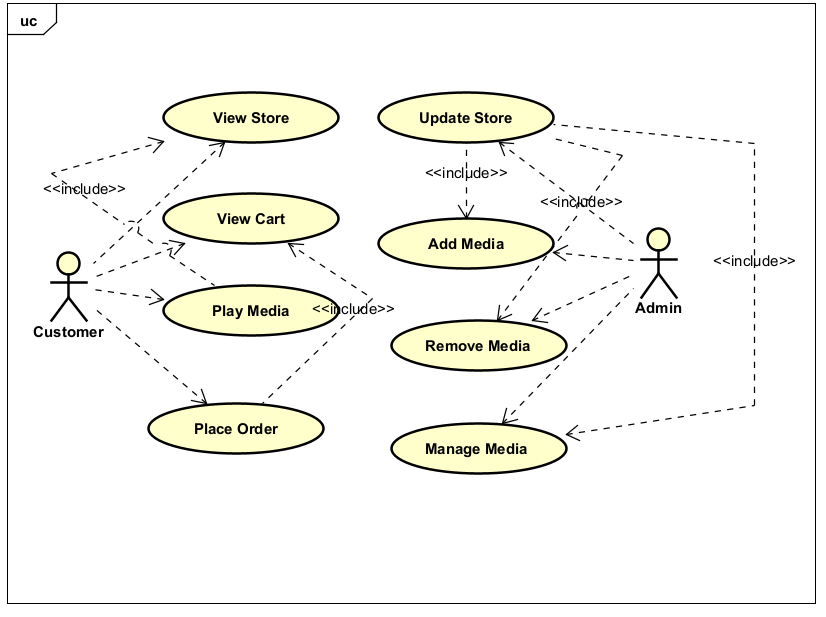 uc
View Store
Update Store
<<include>>
<<include>>
<<include>>
View Cart
Add Media
<<include>>
Customer
Play Media
<<include>>
Admin
Remove Media
Place Order
Manage Media